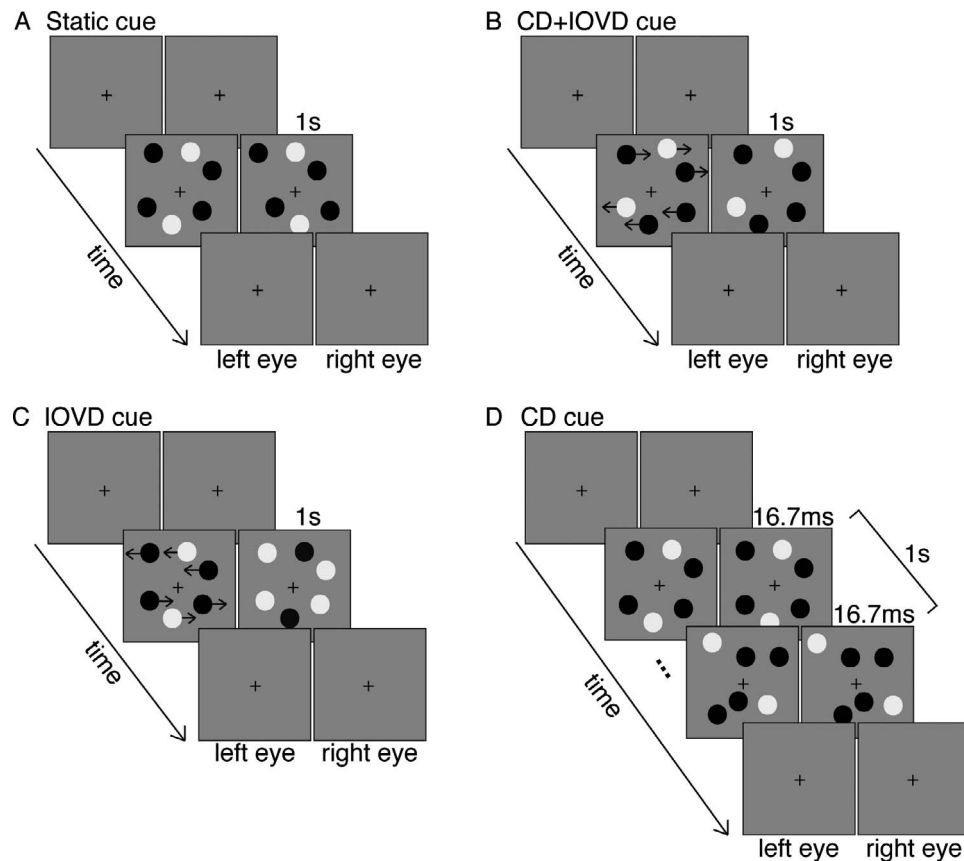 A Static cue
1s
time
left eye right eye
B CD+IOVD cue
1s
time
left eye right eye
C IOVD cue
1s
time
left eye right eye
D CD cue
16.7ms
1s
16.7ms
...
time
left eye right eye